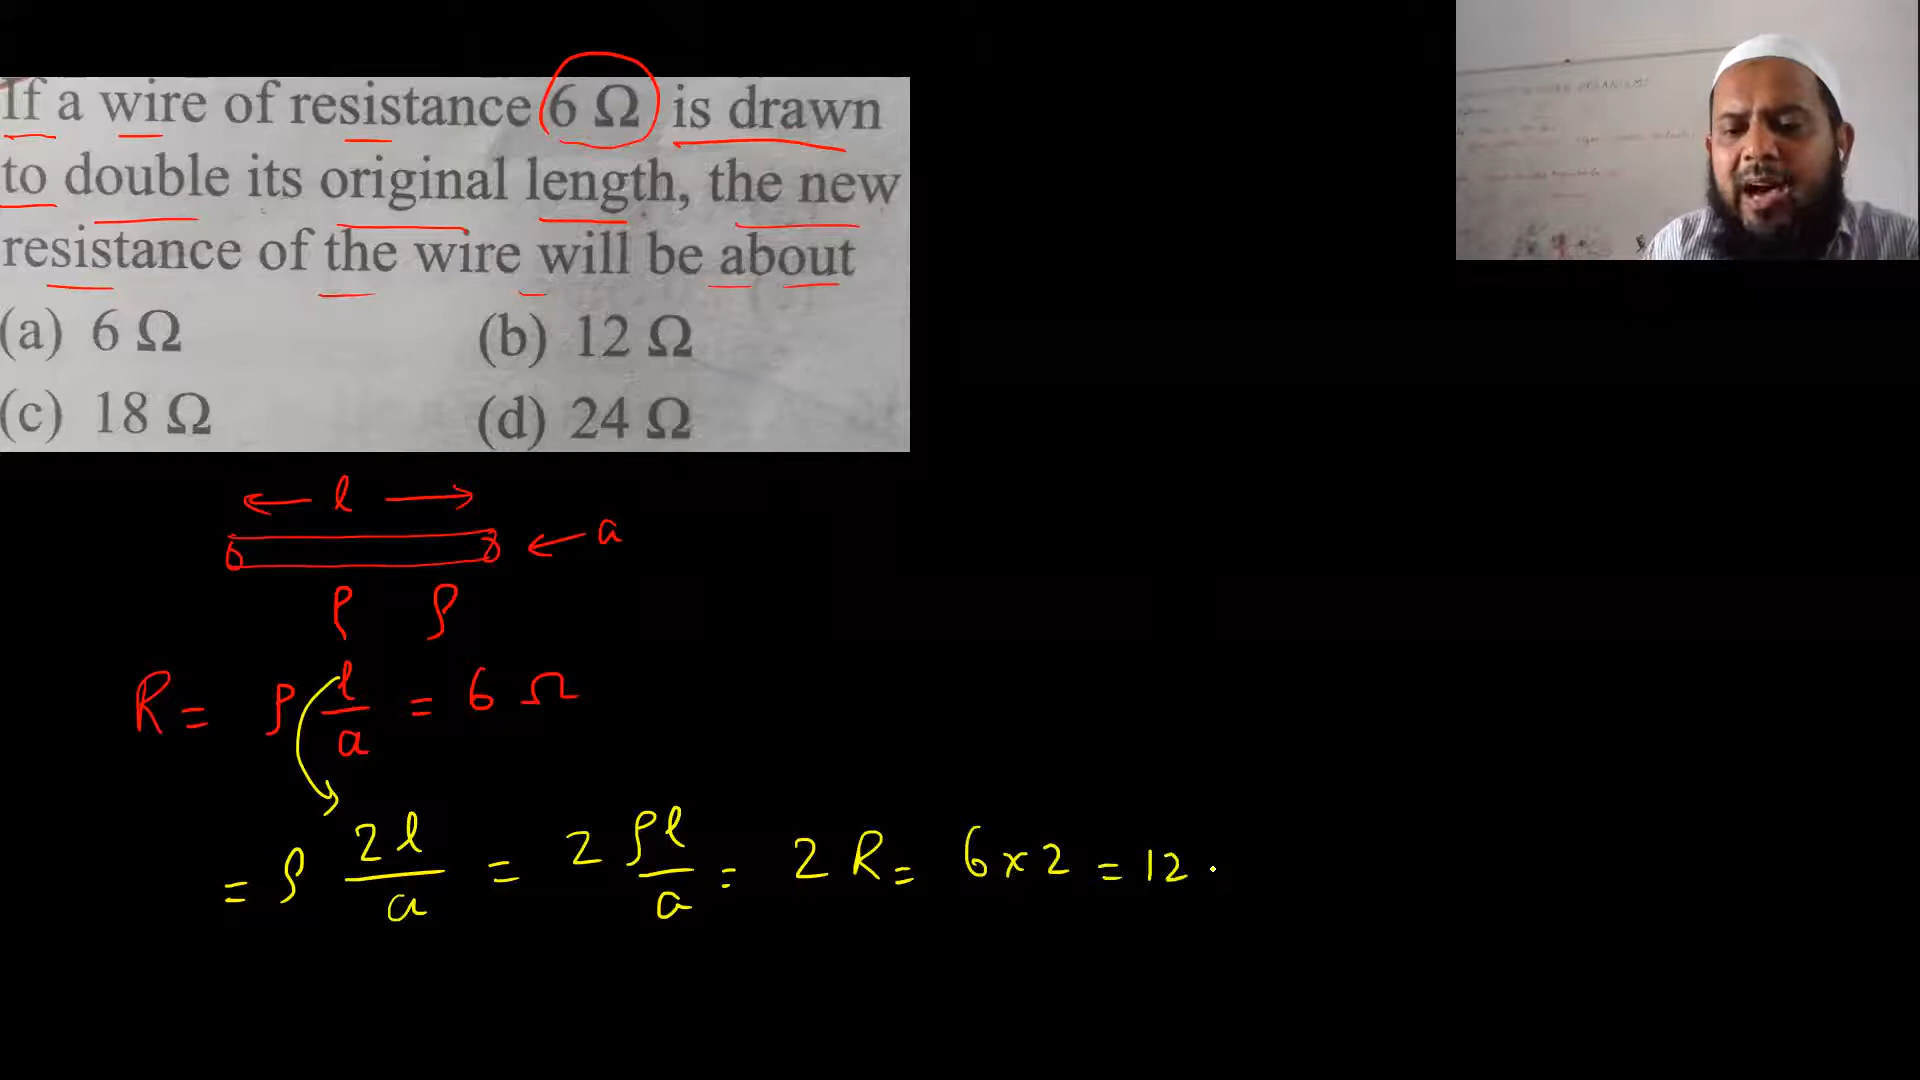 If a wire of resistance 6 Ω is drawn
to double its original length, the new
resistance of the wire will be about
(a) 6 Ω (b) 12 Ω
(c) 18 Ω (d) 24 Ω
← l →
← a
ρ ρ
R = ρ l/a = 6 Ω
= ρ 2l/a = 2 ρl/a = 2 R = 6 × 2 = 12 .